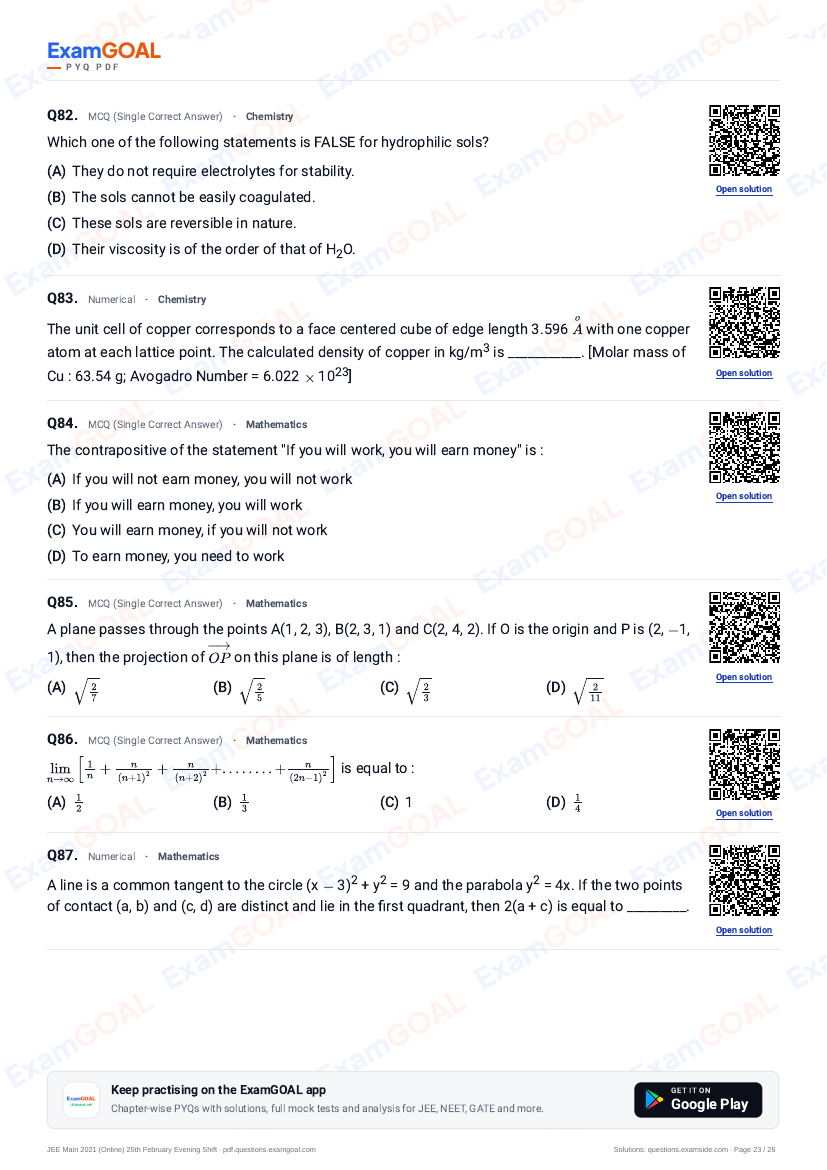 ExamGOAL
PYQ PDF
Q82. MCQ (Single Correct Answer) · Chemistry
Which one of the following statements is FALSE for hydrophilic sols?
(A) They do not require electrolytes for stability.
(B) The sols cannot be easily coagulated.
(C) These sols are reversible in nature.
(D) Their viscosity is of the order of that of H₂O.
Open solution
Q83. Numerical · Chemistry
The unit cell of copper corresponds to a face centered cube of edge length 3.596 Å with one copper
atom at each lattice point. The calculated density of copper in kg/m³ is __________. [Molar mass of
Cu : 63.54 g; Avogadro Number = 6.022 × 10²³]
Open solution
Q84. MCQ (Single Correct Answer) · Mathematics
The contrapositive of the statement "If you will work, you will earn money" is :
(A) If you will not earn money, you will not work
(B) If you will earn money, you will work
(C) You will earn money, if you will not work
(D) To earn money, you need to work
Open solution
Q85. MCQ (Single Correct Answer) · Mathematics
A plane passes through the points A(1, 2, 3), B(2, 3, 1) and C(2, 4, 2). If O is the origin and P is (2, −1,
1), then the projection of \overrightarrow{OP} on this plane is of length :
(A) √(2/7) (B) √(2/5) (C) √(2/3) (D) √(2/11)
Open solution
Q86. MCQ (Single Correct Answer) · Mathematics
lim n→∞ [1/n + n/(n+1)² + n/(n+2)² +........+ n/(2n−1)²] is equal to :
(A) 1/2 (B) 1/3 (C) 1 (D) 1/4
Open solution
Q87. Numerical · Mathematics
A line is a common tangent to the circle (x − 3)² + y² = 9 and the parabola y² = 4x. If the two points
of contact (a, b) and (c, d) are distinct and lie in the first quadrant, then 2(a + c) is equal to ________.
Open solution
ExamGOAL
Keep practising on the ExamGOAL app
Chapter-wise PYQs with solutions, full mock tests and analysis for JEE, NEET, GATE and more.
GET IT ON
Google Play
JEE Main 2021 (Online) 25th February Evening Shift · pdf.questions.examgoal.com
Solutions: questions.examside.com · Page 23 / 26